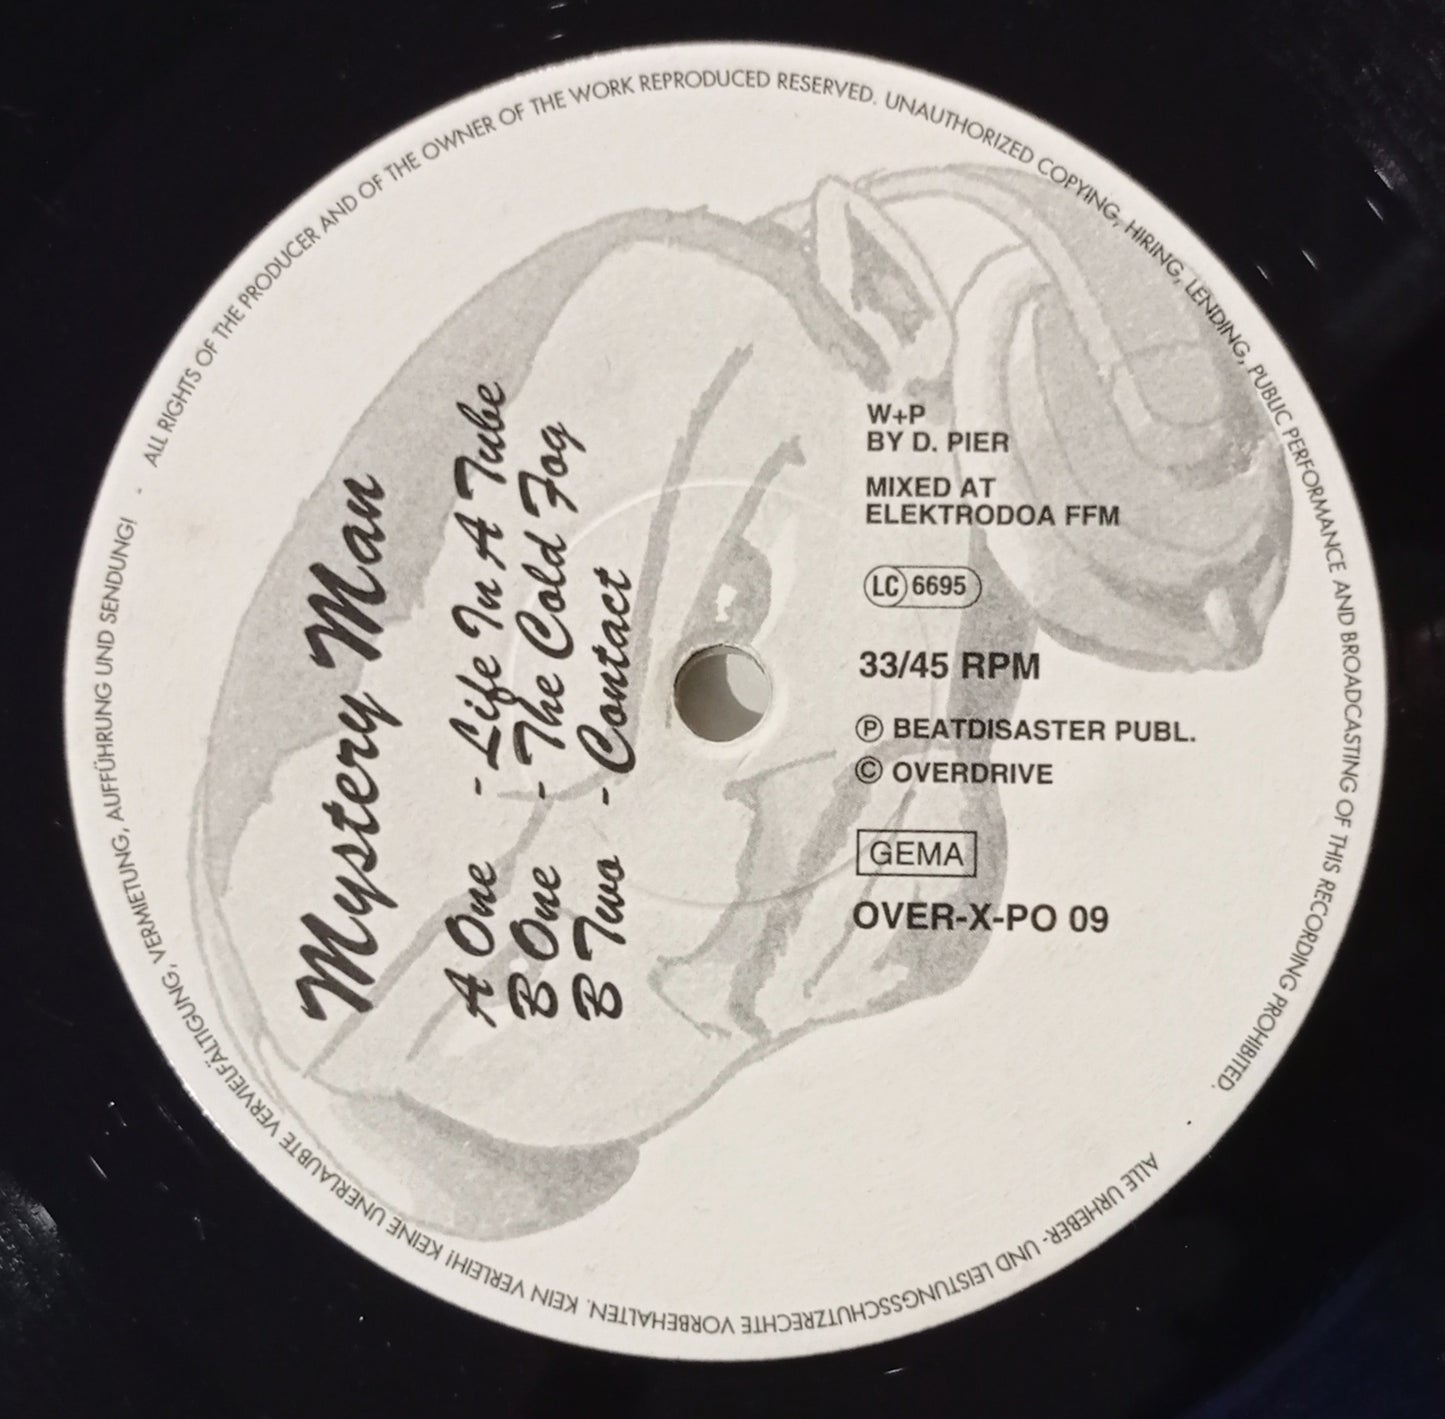 Mystery Man
A One - Life In A Tube
B One - The Cold Fog
B Two - Contact
W+P
BY D. PIER
MIXED AT
ELEKTRODOA FFM
LC 6695
33/45 RPM
Ⓟ BEATDISASTER PUBL.
© OVERDRIVE
GEMA
OVER-X-PO 09
ALL RIGHTS OF THE PRODUCER AND OF THE OWNER OF THE WORK REPRODUCED RESERVED. UNAUTHORIZED COPYING, HIRING, LENDING, PUBLIC PERFORMANCE AND BROADCASTING OF THIS RECORDING PROHIBITED.
ALLE URHEBER- UND LEISTUNGSSCHUTZRECHTE VORBEHALTEN. KEIN VERLEIH! KEINE UNERLAUBTE VERVIELFÄLTIGUNG, VERMIETUNG, AUFFÜHRUNG UND SENDUNG!